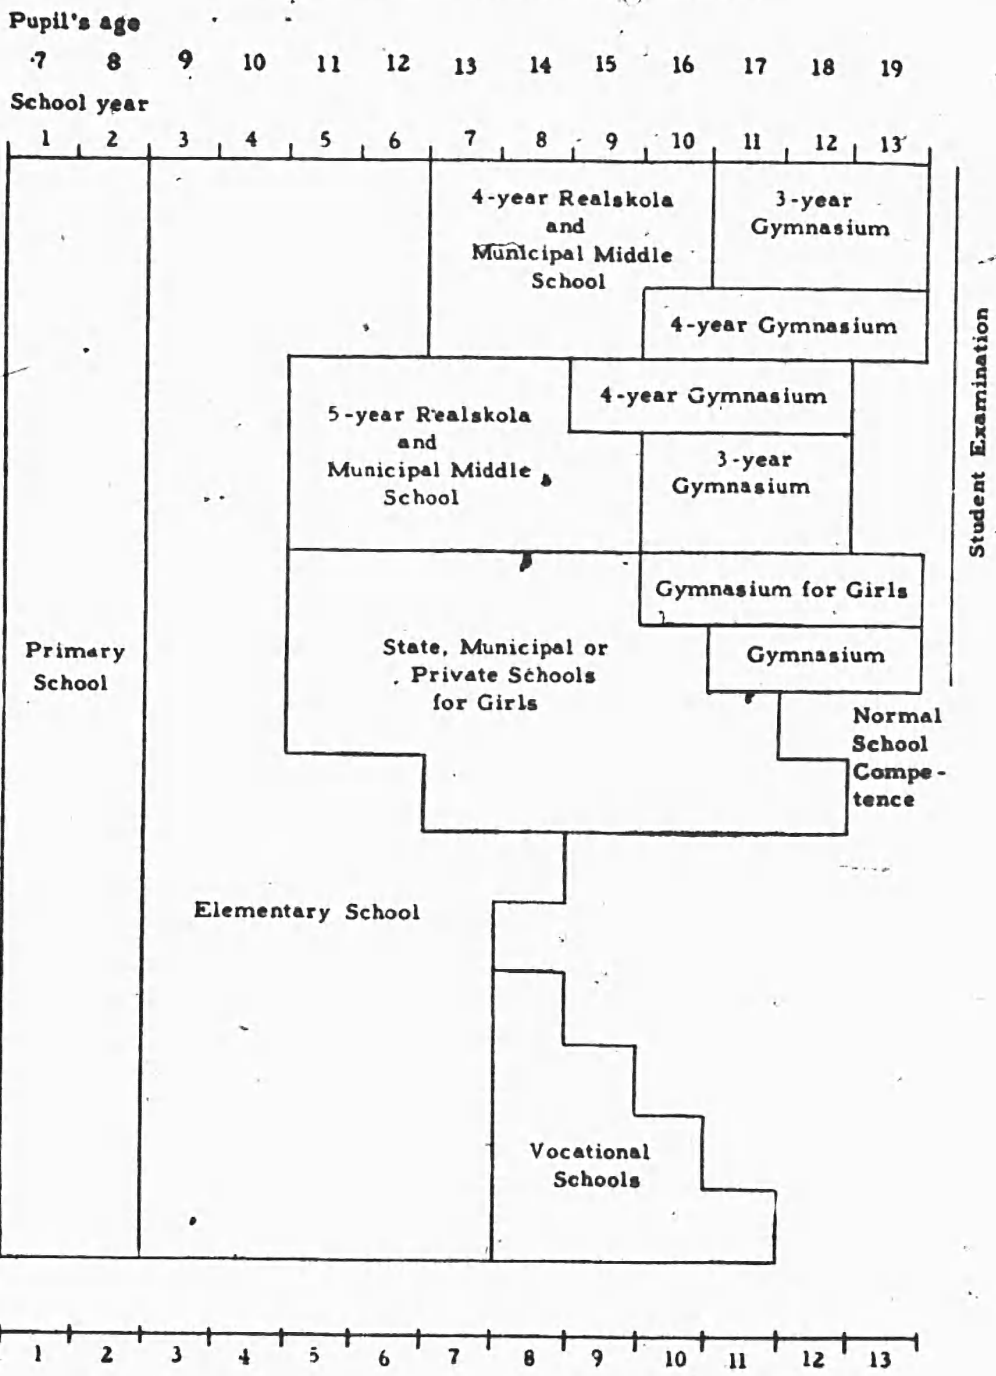 Pupil's age
7 8 9 10 11 12 13 14 15 16 17 18 19
School year
1 2 3 4 5 6 7 8 9 10 11 12 13
4-year Realskola
and
Municipal Middle
School
3-year
Gymnasium
4-year Gymnasium
5-year Realskola
and
Municipal Middle
School
4-year Gymnasium
3-year
Gymnasium
Student Examination
Gymnasium for Girls
Primary
School
State, Municipal or
Private Schools
for Girls
Gymnasium
Normal
School
Compe-
tence
Elementary School
Vocational
Schools
1 2 3 4 5 6 7 8 9 10 11 12 13